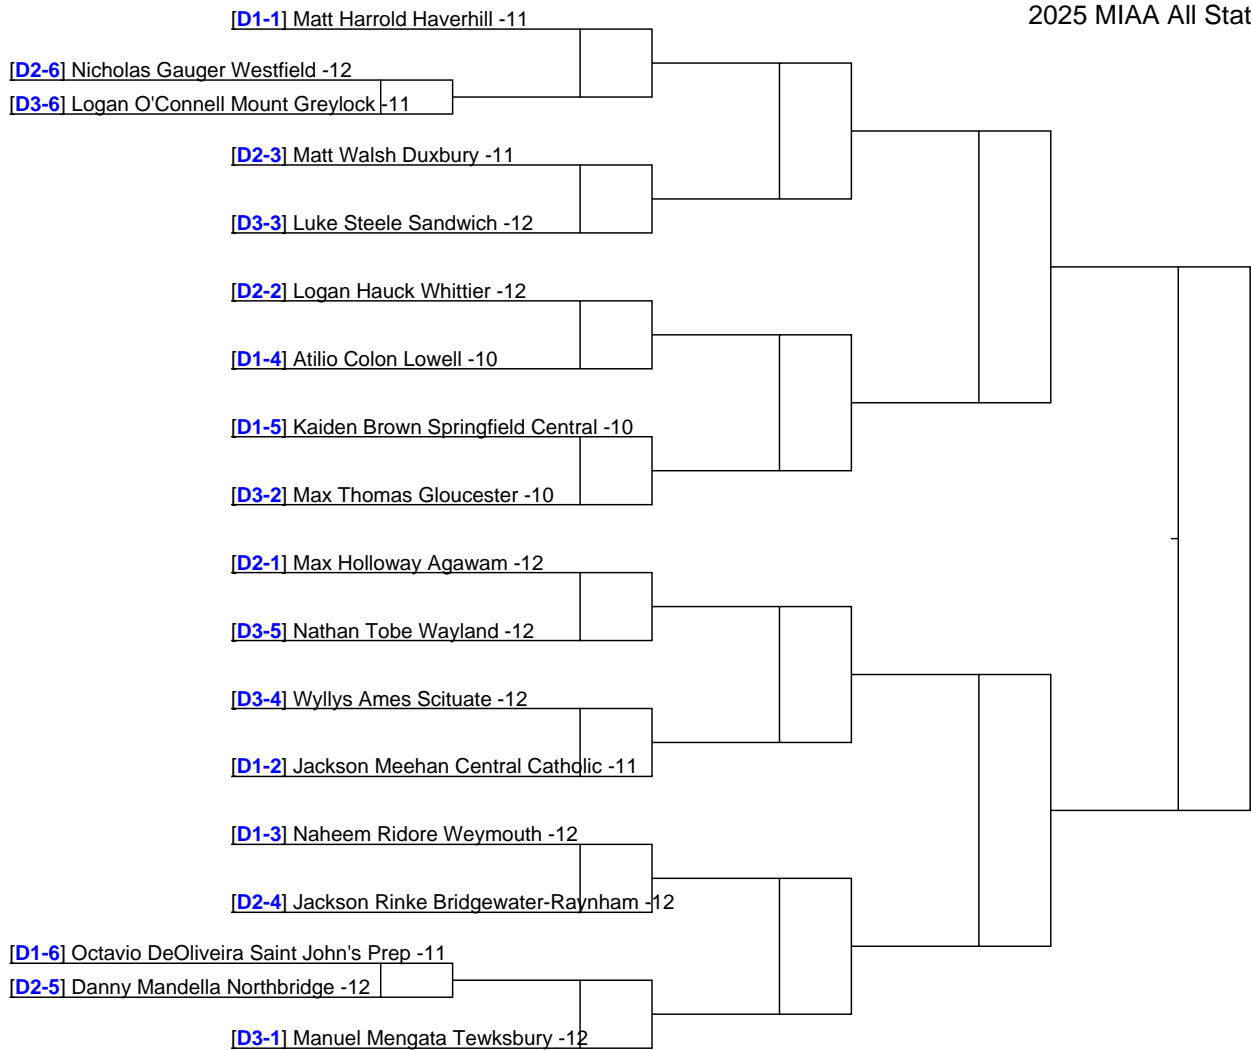 2025 MIAA All Stat
[D1-1] Matt Harrold Haverhill -11
[D2-6] Nicholas Gauger Westfield -12
[D3-6] Logan O'Connell Mount Greylock -11
[D2-3] Matt Walsh Duxbury -11
[D3-3] Luke Steele Sandwich -12
[D2-2] Logan Hauck Whittier -12
[D1-4] Atilio Colon Lowell -10
[D1-5] Kaiden Brown Springfield Central -10
[D3-2] Max Thomas Gloucester -10
[D2-1] Max Holloway Agawam -12
[D3-5] Nathan Tobe Wayland -12
[D3-4] Wyllys Ames Scituate -12
[D1-2] Jackson Meehan Central Catholic -11
[D1-3] Naheem Ridore Weymouth -12
[D2-4] Jackson Rinke Bridgewater-Raynham -12
[D1-6] Octavio DeOliveira Saint John's Prep -11
[D2-5] Danny Mandella Northbridge -12
[D3-1] Manuel Mengata Tewksbury -12